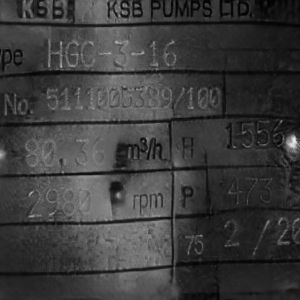 KSB KSB PUMPS LTD.
ype HGC-3-16
No. 5111005389/100
80.36 m³/h H 1556
2980 rpm P 473
75 2/20